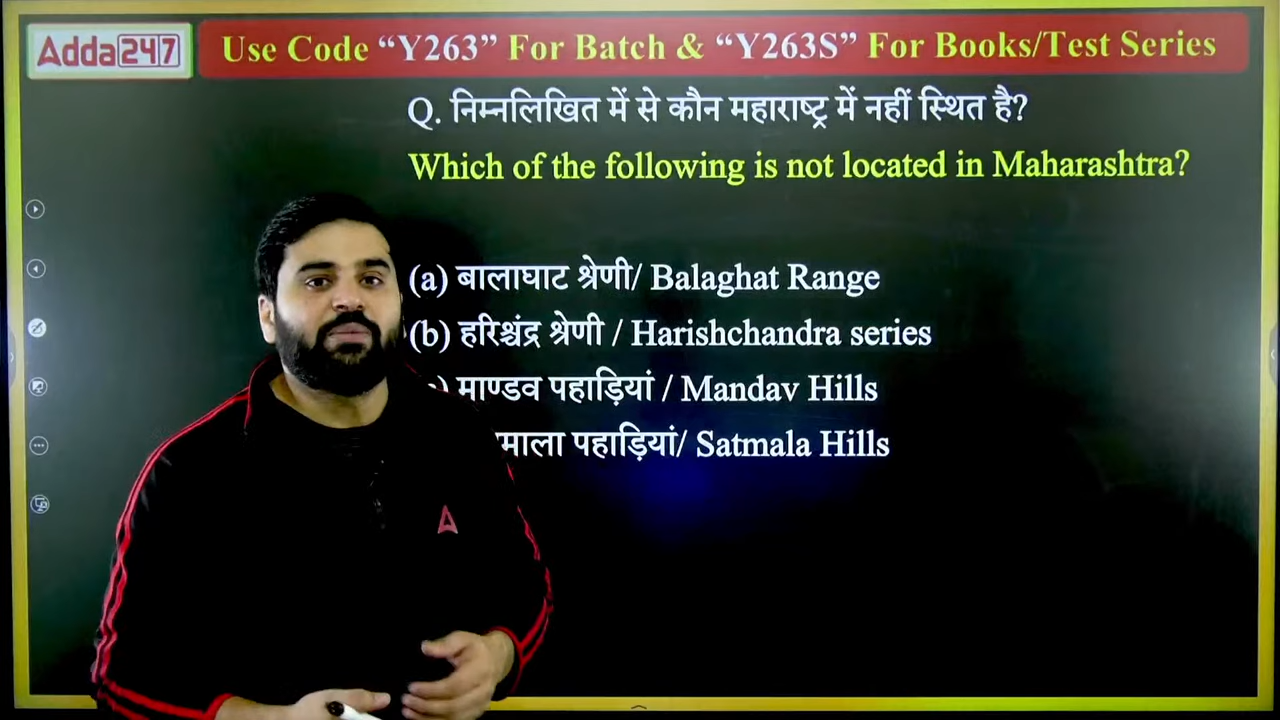 Adda247
Use Code “Y263” For Batch & “Y263S” For Books/Test Series
Q. निम्नलिखित में से कौन महाराष्ट्र में नहीं स्थित है?
Which of the following is not located in Maharashtra?
(a) बालाघाट श्रेणी/ Balaghat Range
(b) हरिश्चंद्र श्रेणी / Harishchandra series
माण्डव पहाड़ियां / Mandav Hills
पहाड़ियां/ Satmala Hills